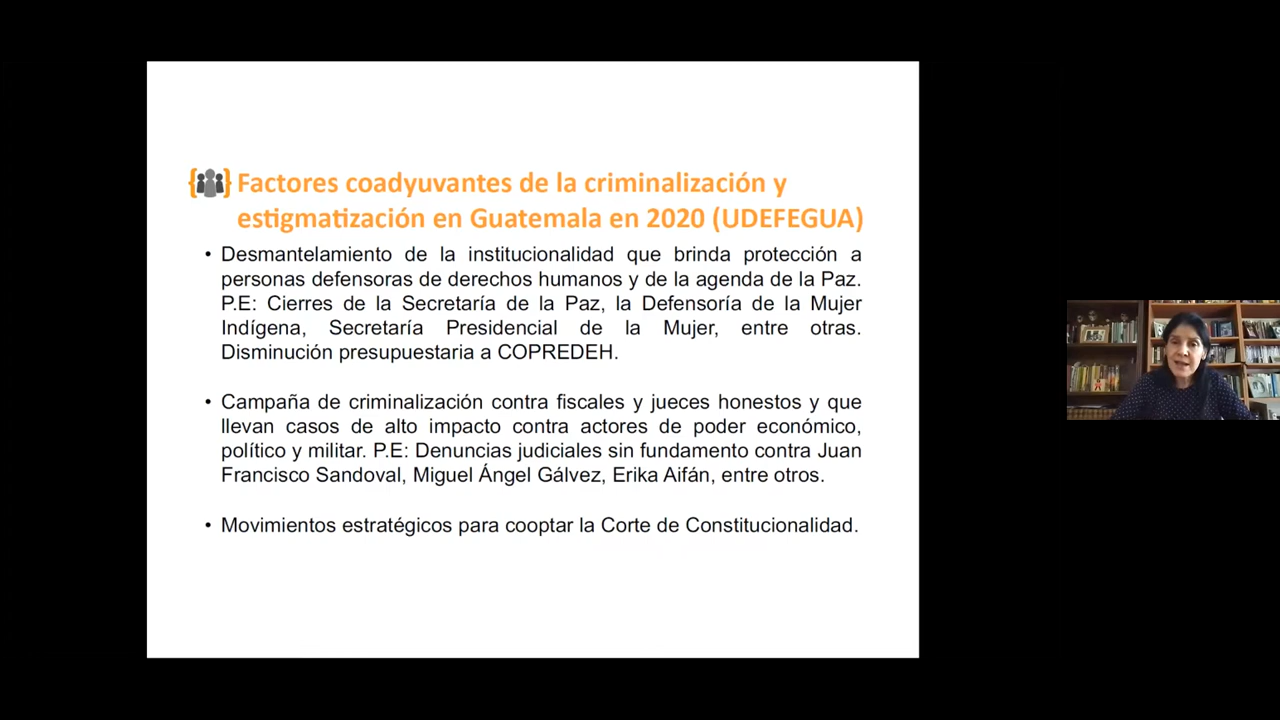 Factores coadyuvantes de la criminalización y
estigmatización en Guatemala en 2020 (UDEFEGUA)
• Desmantelamiento de la institucionalidad que brinda protección a
personas defensoras de derechos humanos y de la agenda de la Paz.
P.E: Cierres de la Secretaría de la Paz, la Defensoría de la Mujer
Indígena, Secretaría Presidencial de la Mujer, entre otras.
Disminución presupuestaria a COPREDEH.
• Campaña de criminalización contra fiscales y jueces honestos y que
llevan casos de alto impacto contra actores de poder económico,
político y militar. P.E: Denuncias judiciales sin fundamento contra Juan
Francisco Sandoval, Miguel Ángel Gálvez, Erika Aifán, entre otros.
• Movimientos estratégicos para cooptar la Corte de Constitucionalidad.